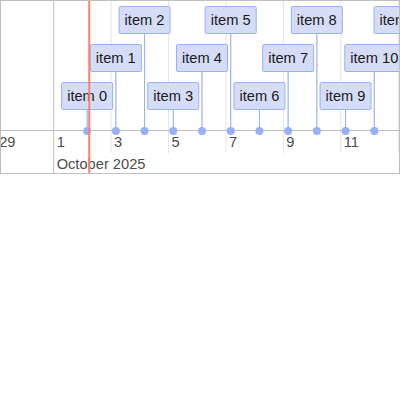 item 2 item 5 item 8
item 1 item 4 item 7 item 10
item 0 item 3 item 6 item 9
29 1 3 5 7 9 11
October 2025